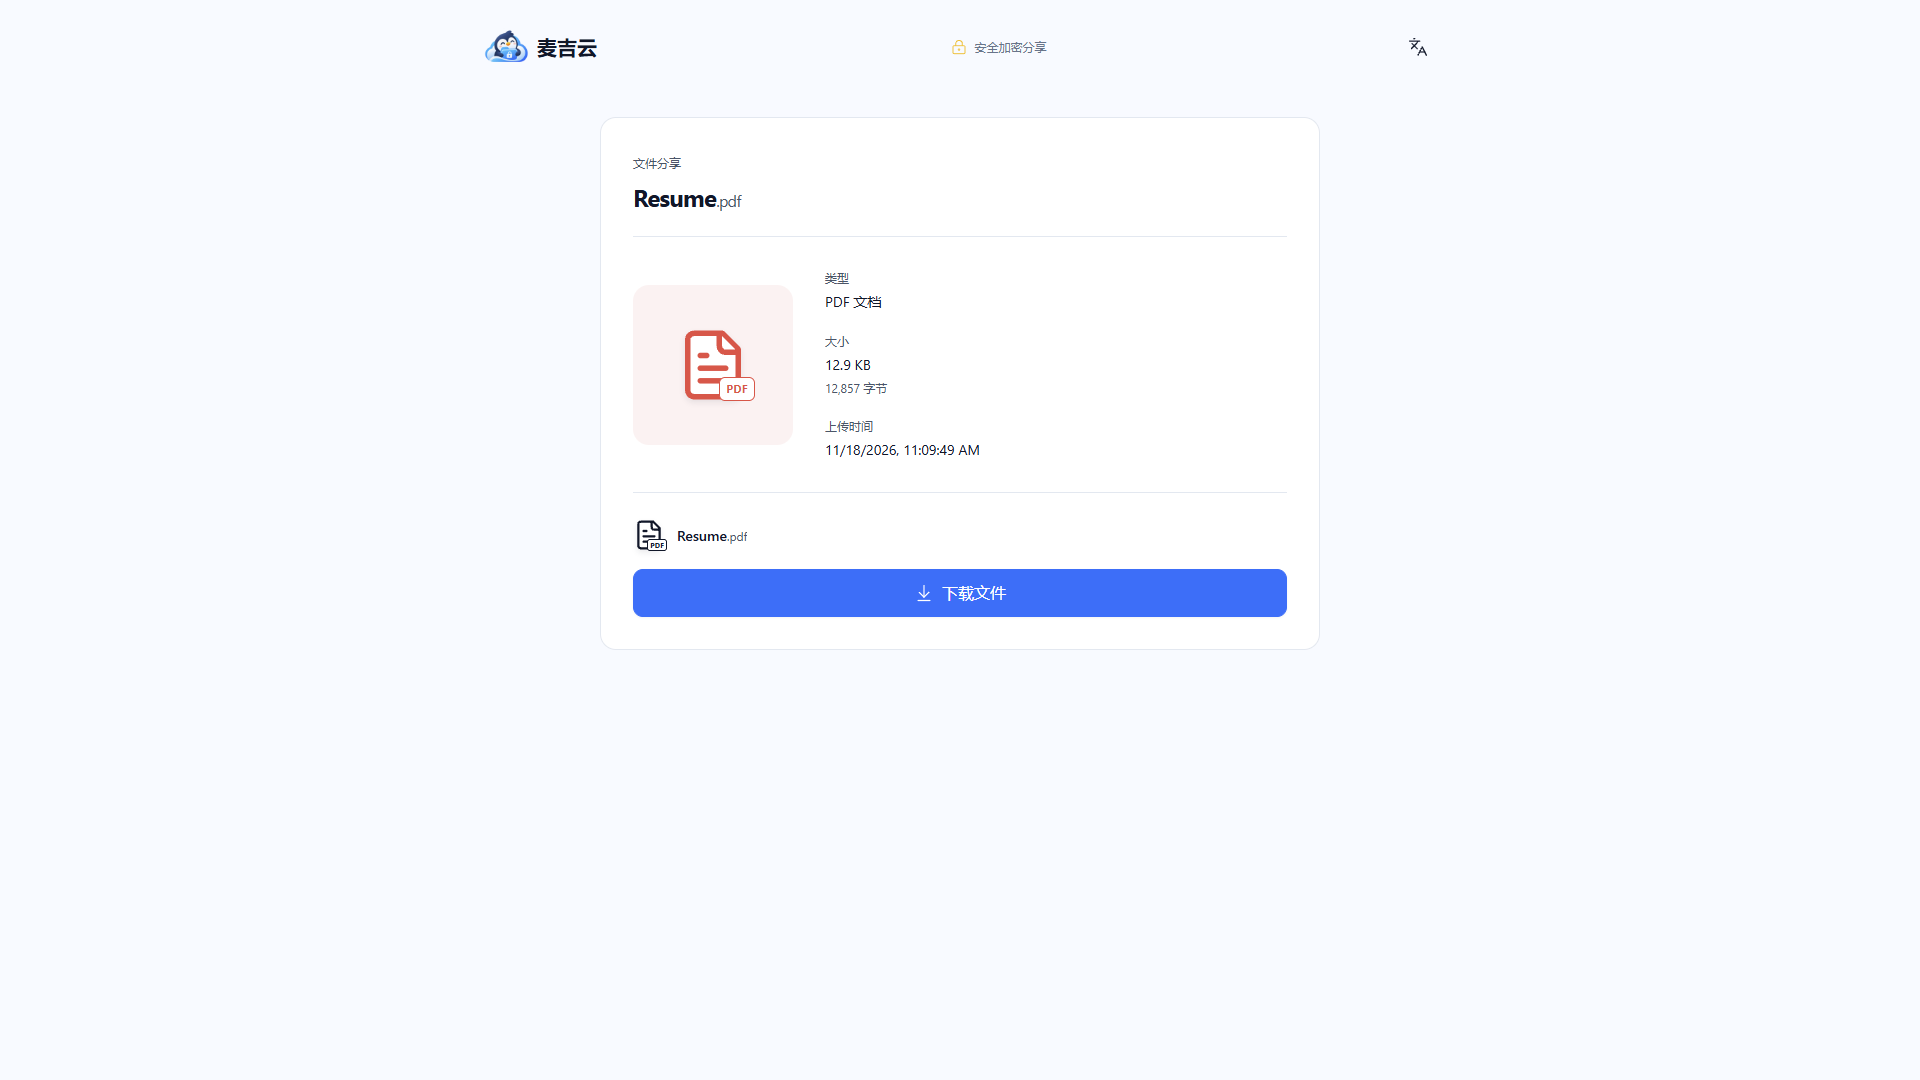 麦吉云
安全加密分享
文件分享
Resume.pdf
PDF
类型
PDF 文档
大小
12.9 KB
12,857 字节
上传时间
11/18/2026, 11:09:49 AM
PDF
Resume.pdf
下载文件